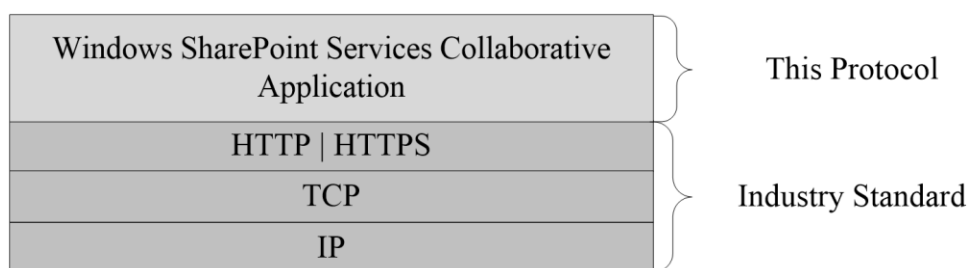 Windows SharePoint Services Collaborative
Application
This Protocol
HTTP | HTTPS
TCP
IP
Industry Standard